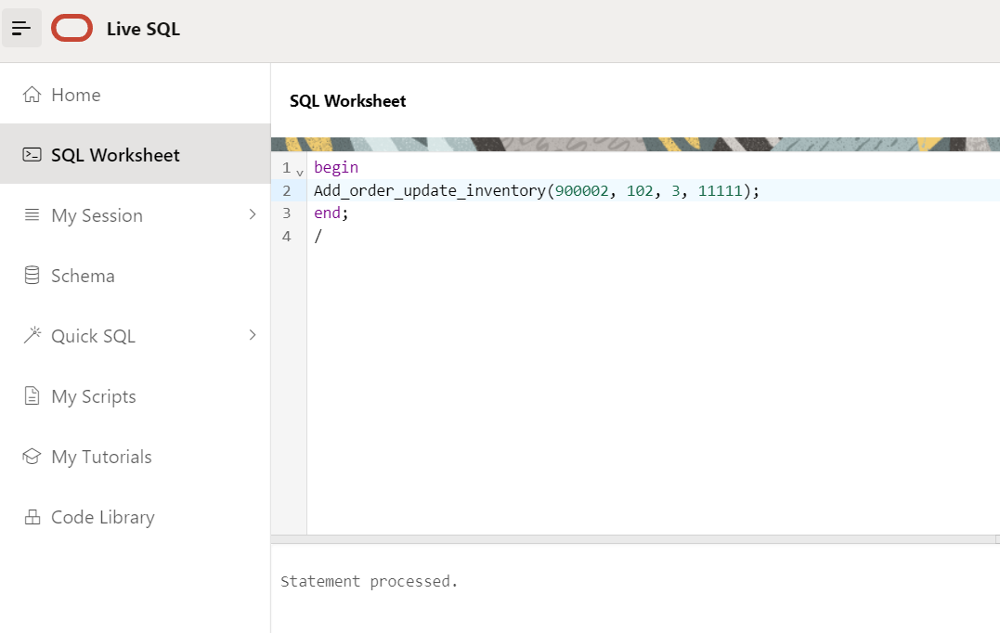 Live SQL
Home
SQL Worksheet
My Session
Schema
Quick SQL
My Scripts
My Tutorials
Code Library
SQL Worksheet
1 begin
2 Add_order_update_inventory(900002, 102, 3, 11111);
3 end;
4 /
Statement processed.